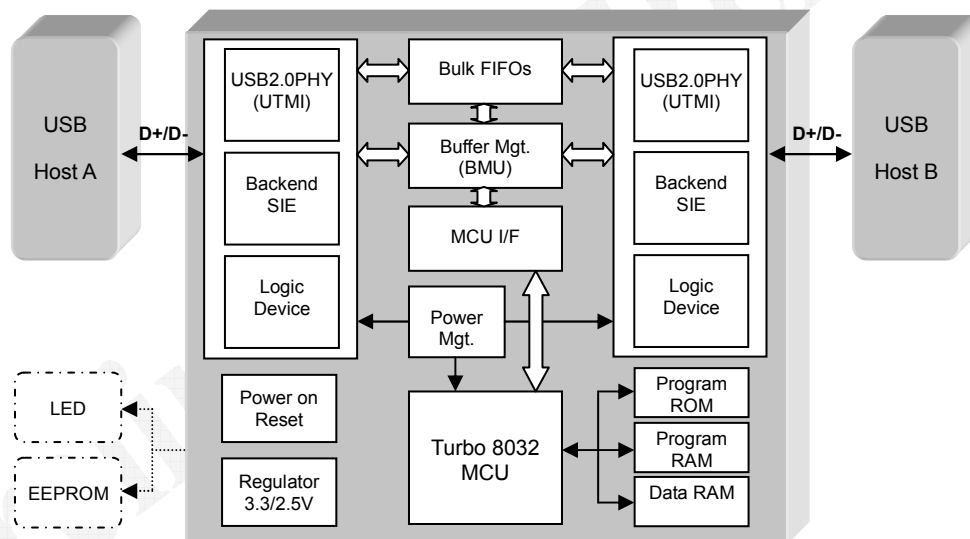 USB
Host A
D+/D-
USB2.0PHY
(UTMI)
Backend
SIE
Logic
Device
Bulk FIFOs
Buffer Mgt.
(BMU)
MCU I/F
Power
Mgt.
USB2.0PHY
(UTMI)
Backend
SIE
Logic
Device
D+/D-
USB
Host B
LED
EEPROM
Power on
Reset
Regulator
3.3/2.5V
Turbo 8032
MCU
Program
ROM
Program
RAM
Data RAM